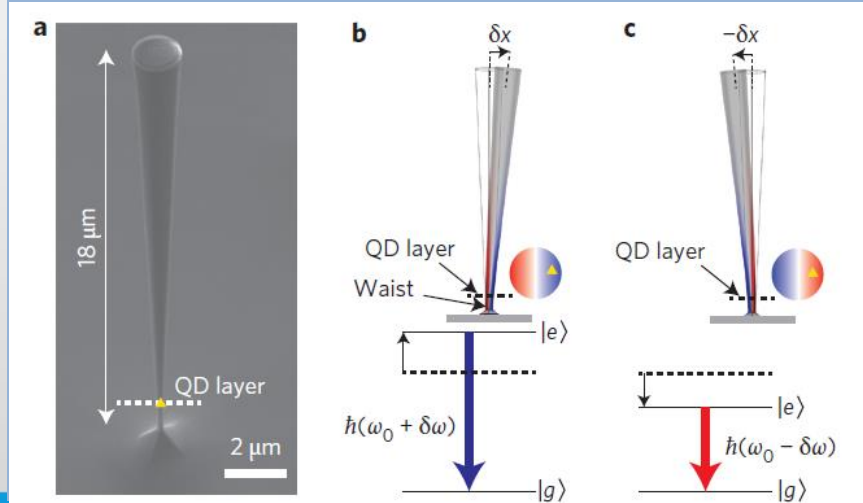 a
18 μm
QD layer
2 μm
b
δx
QD layer
Waist
|e⟩
ħ(ω₀ + δω)
|g⟩
c
−δx
QD layer
|e⟩
ħ(ω₀ − δω)
|g⟩